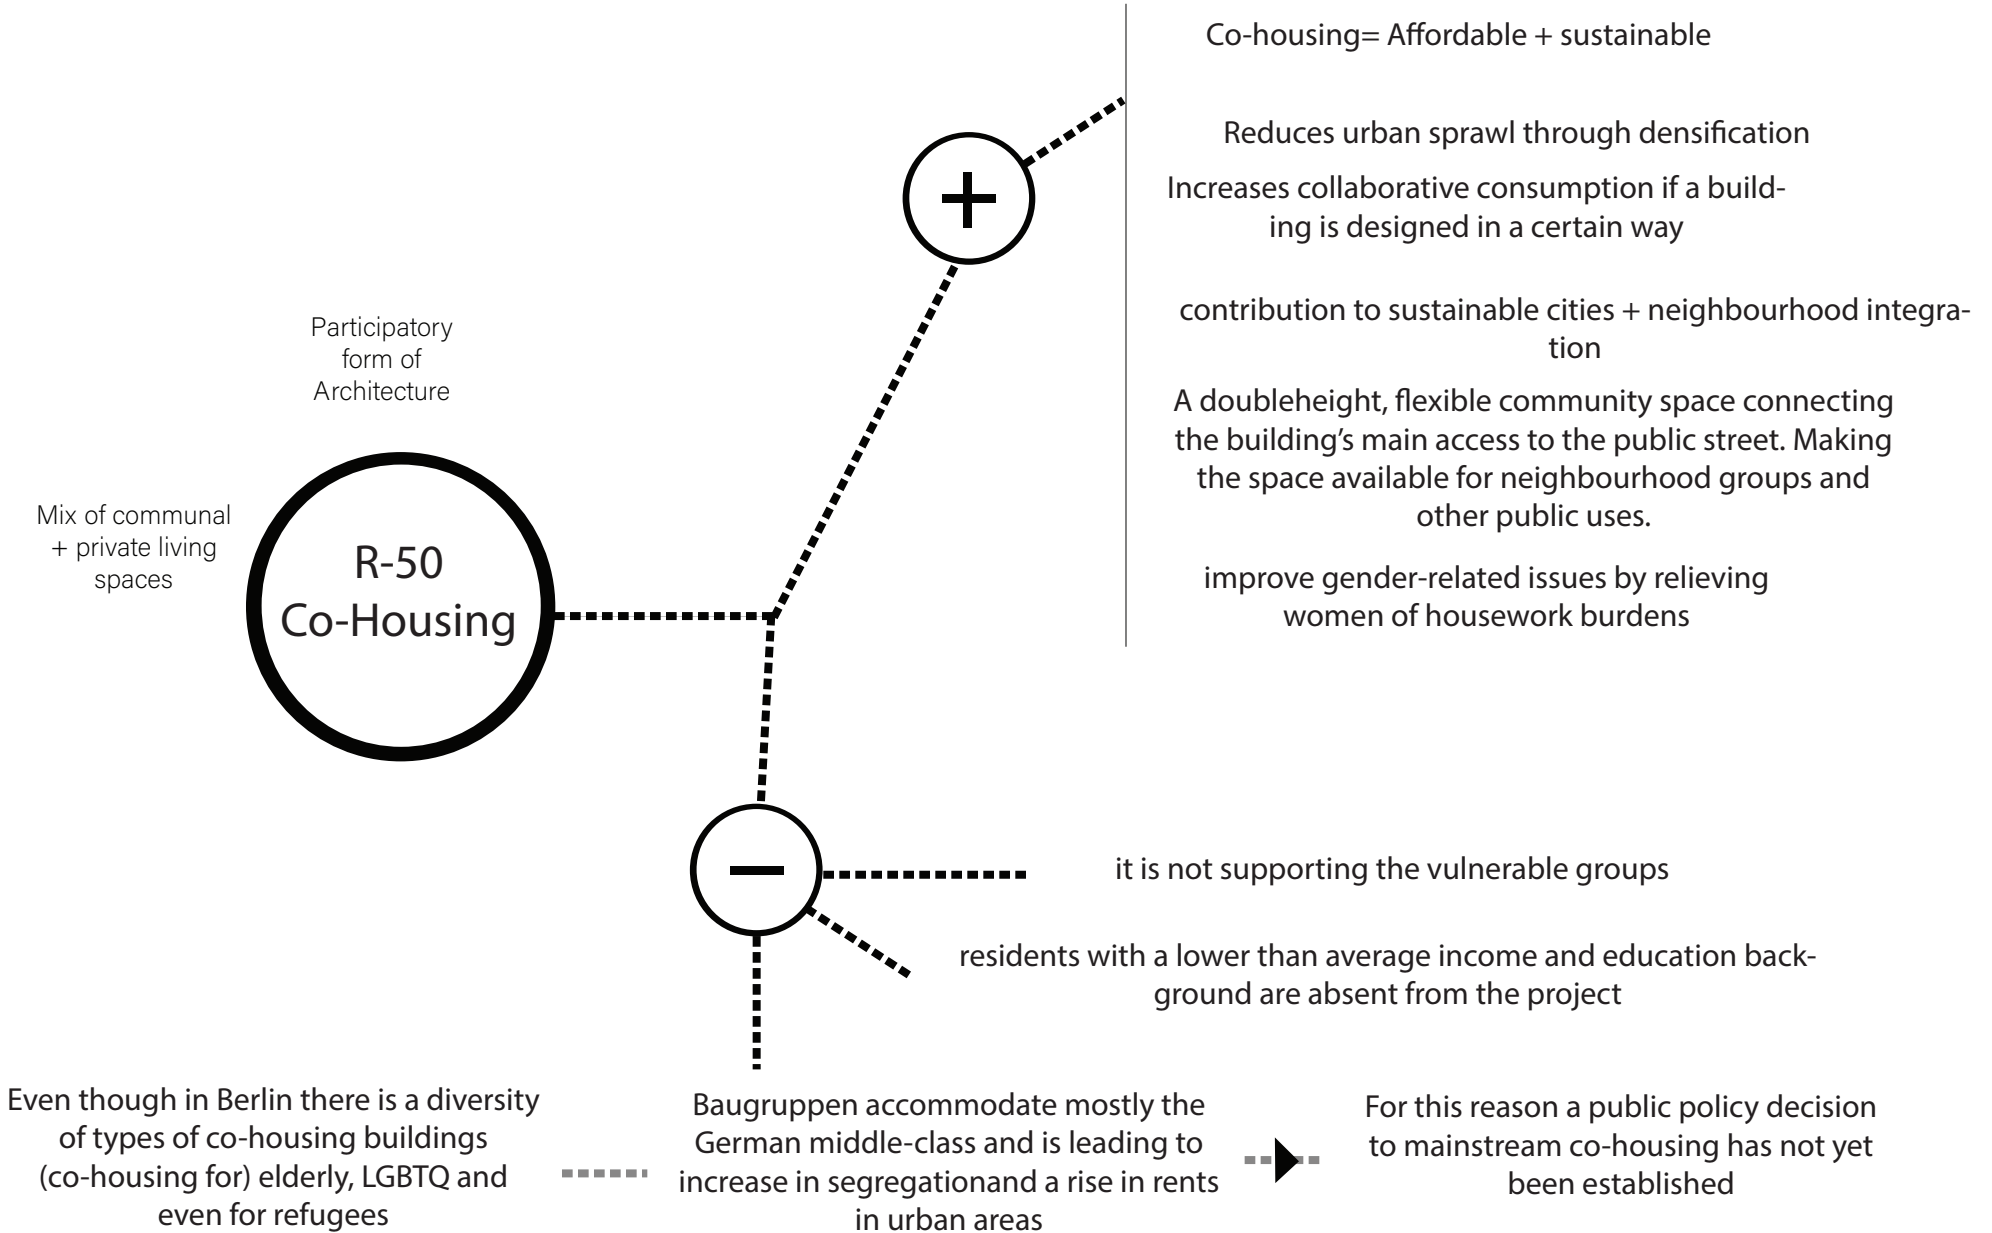 Co-housing= Affordable + sustainable
Reduces urban sprawl through densification
Increases collaborative consumption if a build-
ing is designed in a certain way
contribution to sustainable cities + neighbourhood integra-
tion
A doubleheight, flexible community space connecting
the building's main access to the public street. Making
the space available for neighbourhood groups and
other public uses.
improve gender-related issues by relieving
women of housework burdens
+
Participatory
form of
Architecture
Mix of communal
+ private living
spaces
R-50
Co-Housing
—
it is not supporting the vulnerable groups
residents with a lower than average income and education back-
ground are absent from the project
Even though in Berlin there is a diversity
of types of co-housing buildings
(co-housing for) elderly, LGBTQ and
even for refugees
Baugruppen accommodate mostly the
German middle-class and is leading to
increase in segregationand a rise in rents
in urban areas
For this reason a public policy decision
to mainstream co-housing has not yet
been established